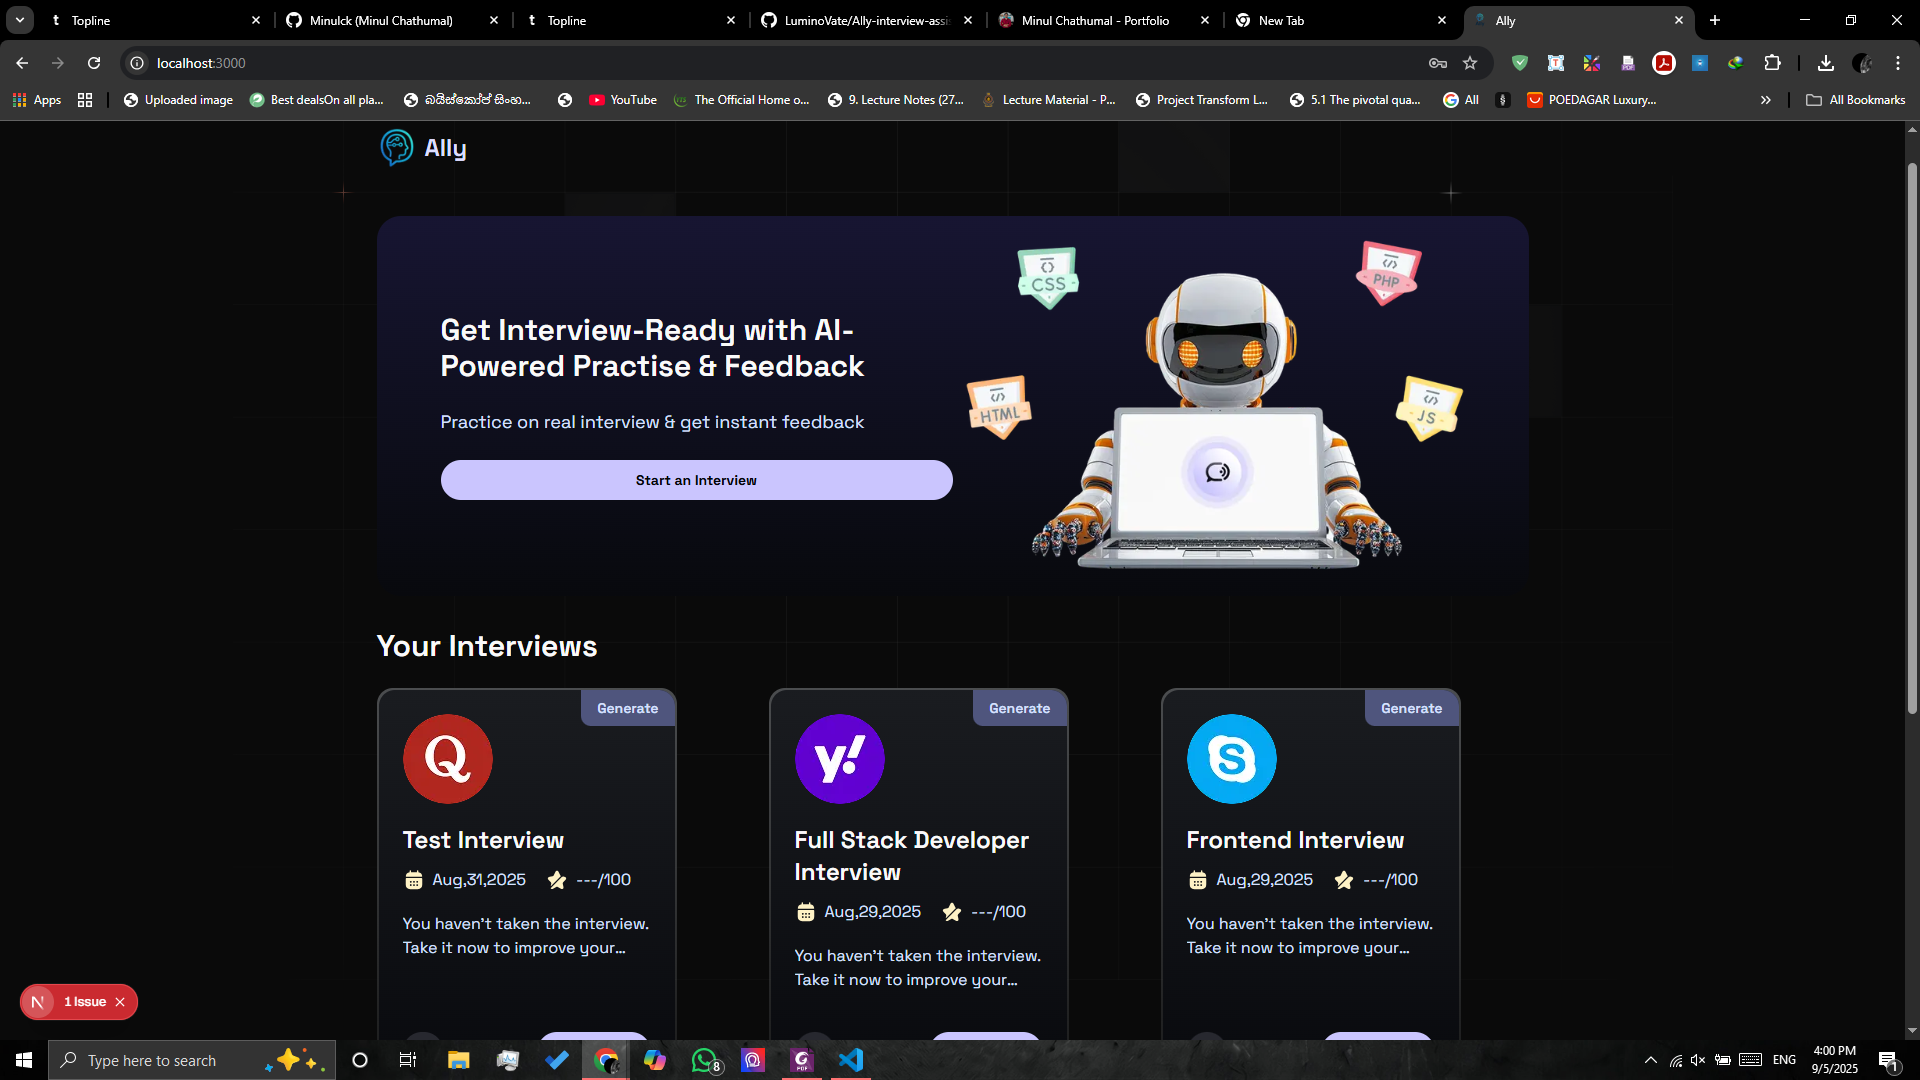 Topline
Minulck (Minul Chathumal)
Topline
LuminoVate/Ally-interview-assi
Minul Chathumal - Portfolio
New Tab
Ally
localhost:3000
Apps
Uploaded image
Best dealsOn all pla...
බයිස්කෝප් සිංහ...
YouTube
The Official Home o...
9. Lecture Notes (27...
Lecture Material - P...
Project Transform L...
5.1 The pivotal qua...
All
POEDAGAR Luxury...
All Bookmarks
Ally
CSS
PHP
HTML
JS
Get Interview-Ready with AI-
Powered Practise & Feedback
Practice on real interview & get instant feedback
Start an Interview
Your Interviews
Generate
Q
Test Interview
Aug,31,2025 ---/100
You haven't taken the interview.
Take it now to improve your...
Generate
y!
Full Stack Developer
Interview
Aug,29,2025 ---/100
You haven't taken the interview.
Take it now to improve your...
Generate
S
Frontend Interview
Aug,29,2025 ---/100
You haven't taken the interview.
Take it now to improve your...
N 1 Issue
Type here to search
8
ENG
4:00 PM
9/5/2025
1